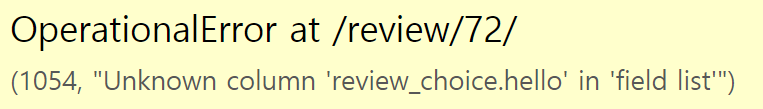 OperationalError at /review/72/
(1054, "Unknown column 'review_choice.hello' in 'field list'")